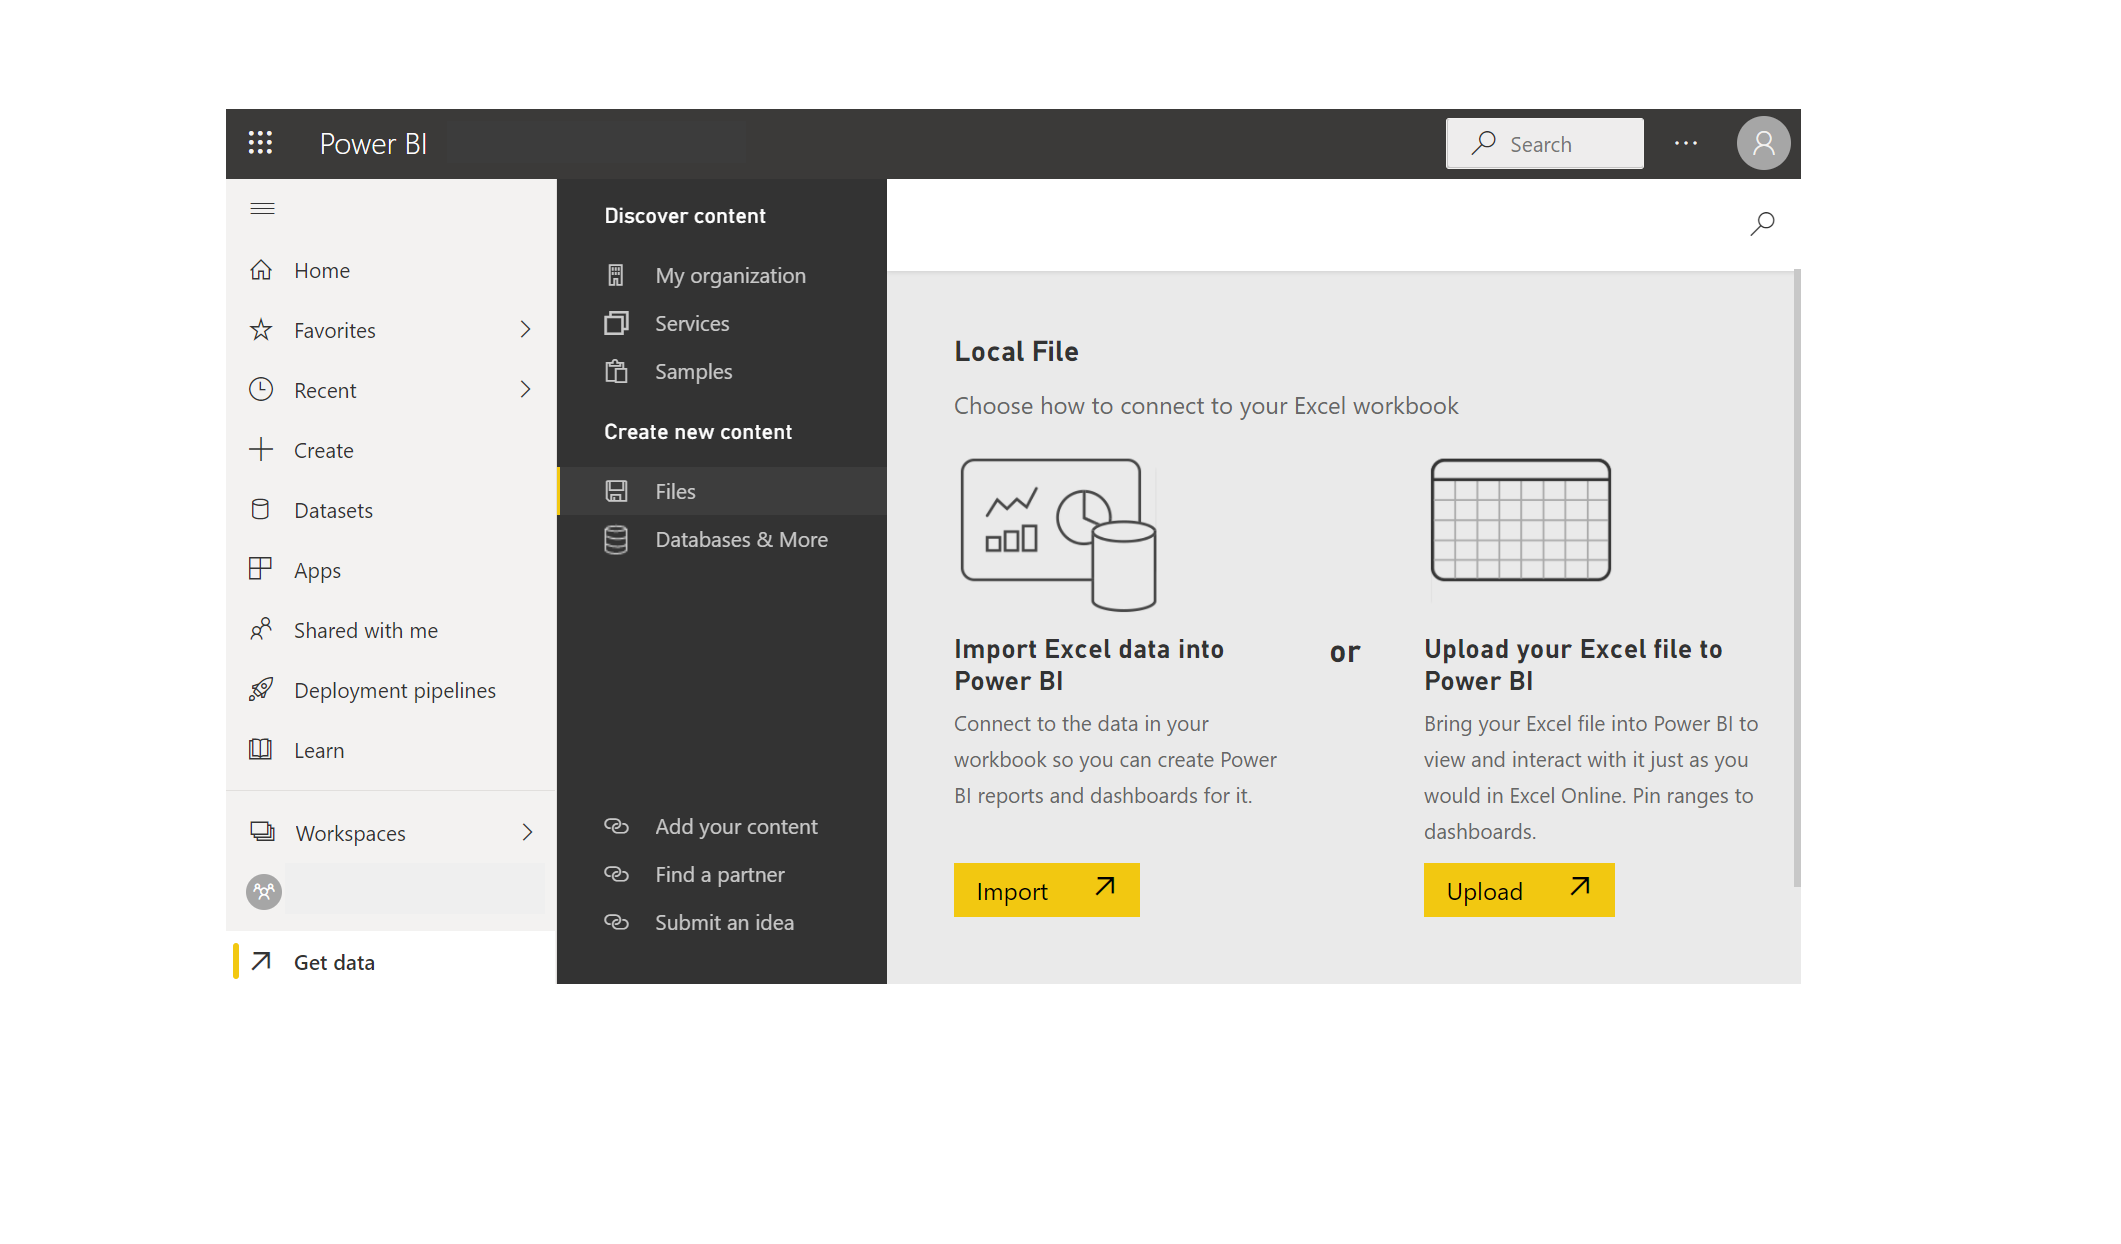 Power BI
Search
Home
Favorites
Recent
Create
Datasets
Apps
Shared with me
Deployment pipelines
Learn
Workspaces
Get data
Discover content
My organization
Services
Samples
Create new content
Files
Databases & More
Add your content
Find a partner
Submit an idea
Local File
Choose how to connect to your Excel workbook
Import Excel data into
Power BI
Connect to the data in your
workbook so you can create Power
BI reports and dashboards for it.
Import
or
Upload your Excel file to
Power BI
Bring your Excel file into Power BI to
view and interact with it just as you
would in Excel Online. Pin ranges to
dashboards.
Upload